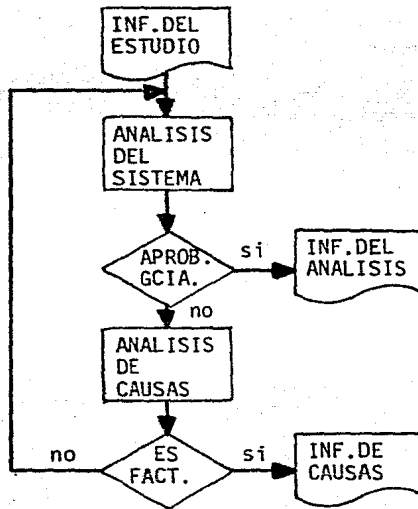 INF.DEL
ESTUDIO
ANALISIS
DEL
SISTEMA
APROB.
GCIA.
si
INF.DEL
ANALISIS
no
ANALISIS
DE
CAUSAS
no
ES
FACT.
si
INF.DE
CAUSAS